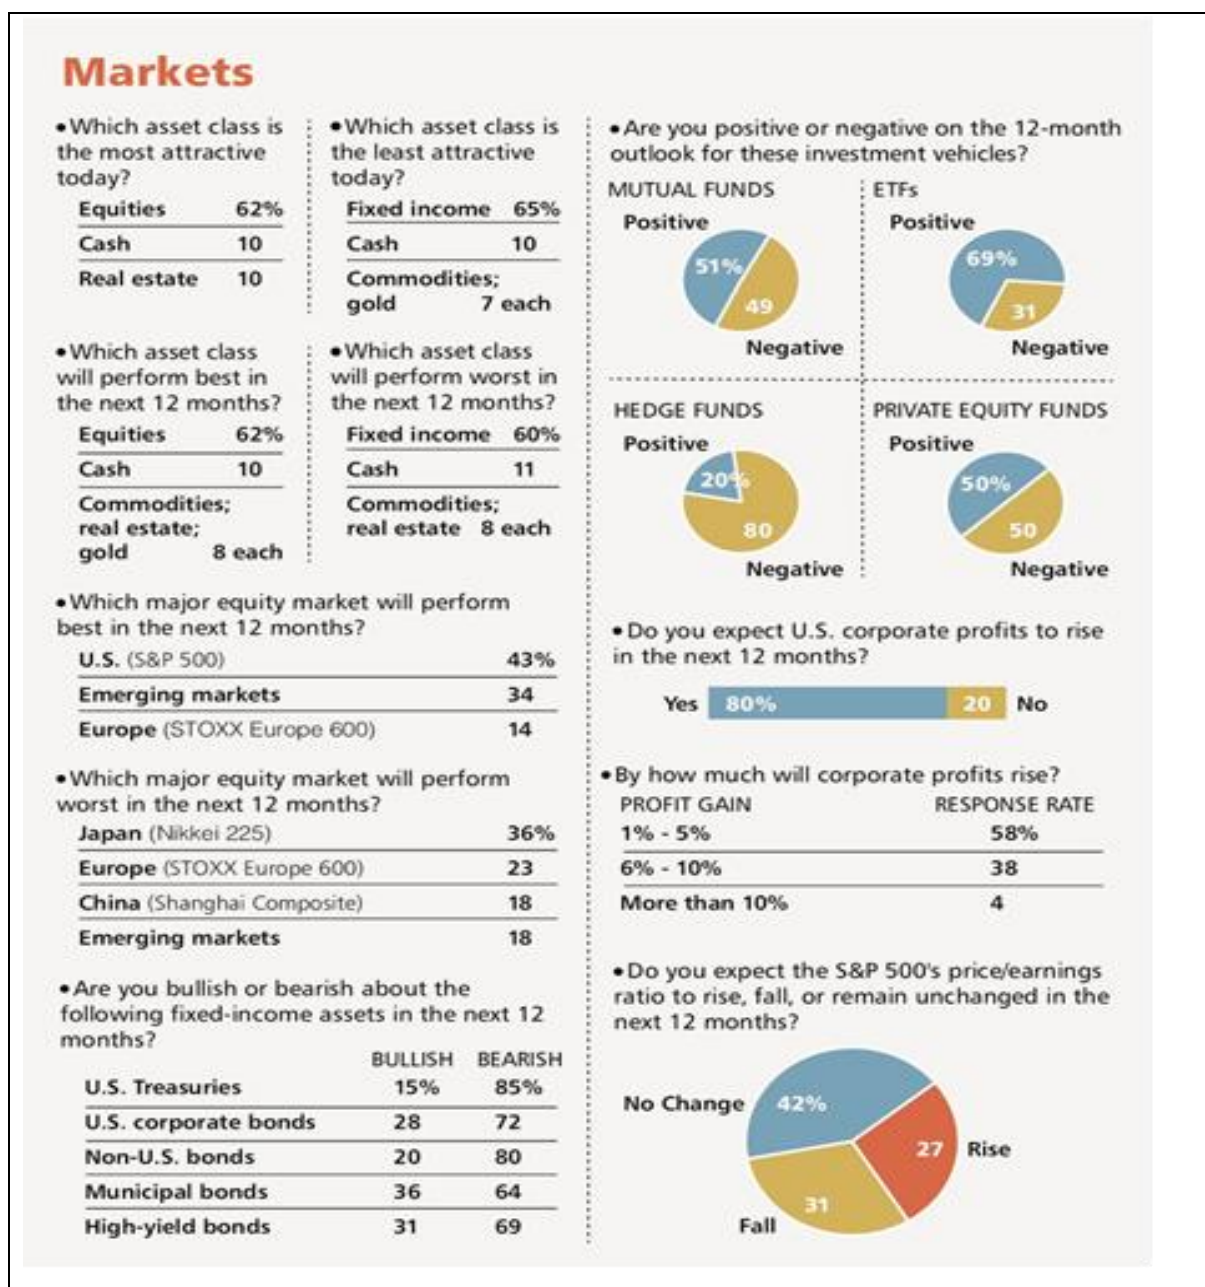 Markets
•Which asset class is
the most attractive
today?
Equities 62%
Cash 10
Real estate 10
•Which asset class is
the least attractive
today?
Fixed income 65%
Cash 10
Commodities;
gold 7 each
•Which asset class
will perform best in
the next 12 months?
Equities 62%
Cash 10
Commodities;
real estate;
gold 8 each
•Which asset class
will perform worst in
the next 12 months?
Fixed income 60%
Cash 11
Commodities;
real estate 8 each
•Which major equity market will perform
best in the next 12 months?
U.S. (S&P 500) 43%
Emerging markets 34
Europe (STOXX Europe 600) 14
•Which major equity market will perform
worst in the next 12 months?
Japan (Nikkei 225) 36%
Europe (STOXX Europe 600) 23
China (Shanghai Composite) 18
Emerging markets 18
•Are you bullish or bearish about the
following fixed-income assets in the next 12
months?
BULLISH BEARISH
U.S. Treasuries 15% 85%
U.S. corporate bonds 28 72
Non-U.S. bonds 20 80
Municipal bonds 36 64
High-yield bonds 31 69
•Are you positive or negative on the 12-month
outlook for these investment vehicles?
MUTUAL FUNDS
Positive
51%
49
Negative
ETFs
Positive
69%
31
Negative
HEDGE FUNDS
Positive
20%
80
Negative
PRIVATE EQUITY FUNDS
Positive
50%
50
Negative
•Do you expect U.S. corporate profits to rise
in the next 12 months?
Yes 80% 20 No
•By how much will corporate profits rise?
PROFIT GAIN RESPONSE RATE
1% - 5% 58%
6% - 10% 38
More than 10% 4
•Do you expect the S&P 500's price/earnings
ratio to rise, fall, or remain unchanged in the
next 12 months?
No Change 42%
27 Rise
31
Fall